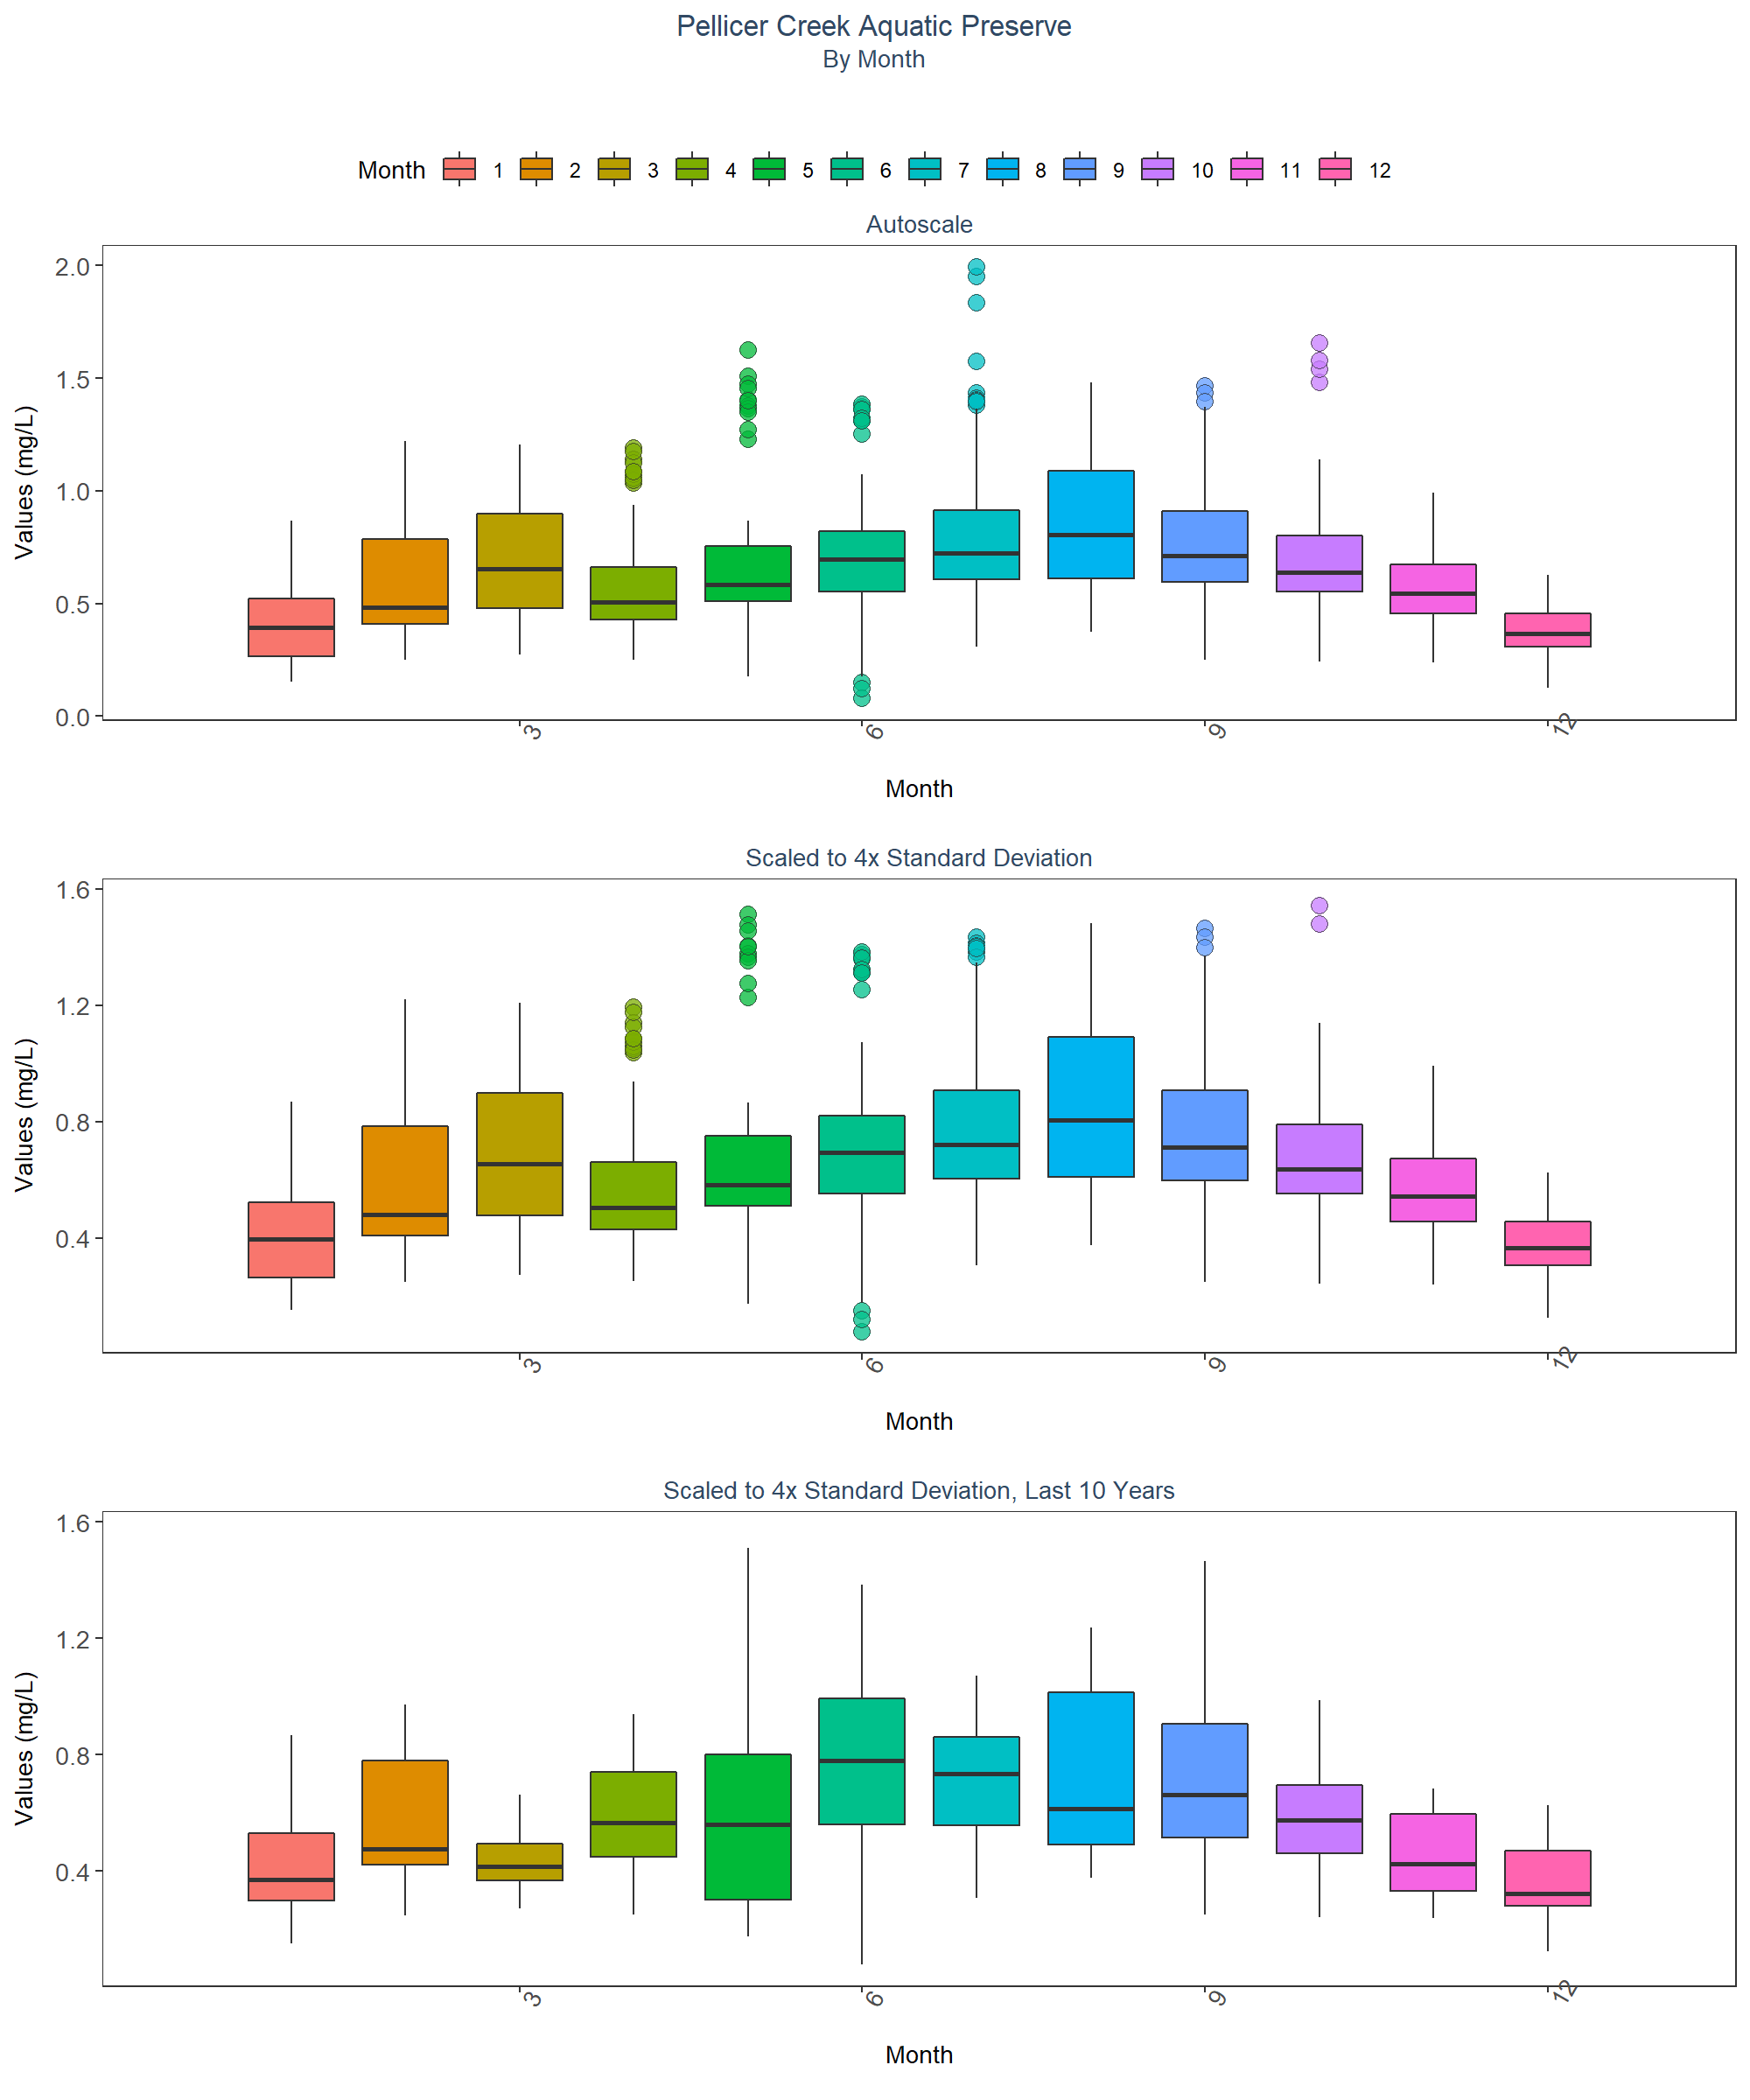 Pellicer Creek Aquatic Preserve
By Month
Month 1 2 3 4 5 6 7 8 9 10 11 12
Autoscale
Values (mg/L)
2.0
1.5
1.0
0.5
0.0
3 6 9 12
Month
Scaled to 4x Standard Deviation
Values (mg/L)
1.6
1.2
0.8
0.4
3 6 9 12
Month
Scaled to 4x Standard Deviation, Last 10 Years
Values (mg/L)
1.6
1.2
0.8
0.4
3 6 9 12
Month